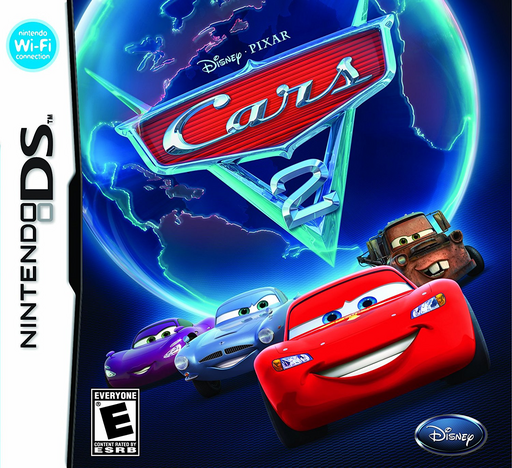 nintendo
Wi-Fi
connection
DISNEY · PIXAR
Cars
2
NINTENDO DS™
EVERYONE
E
CONTENT RATED BY
ESRB
Disney